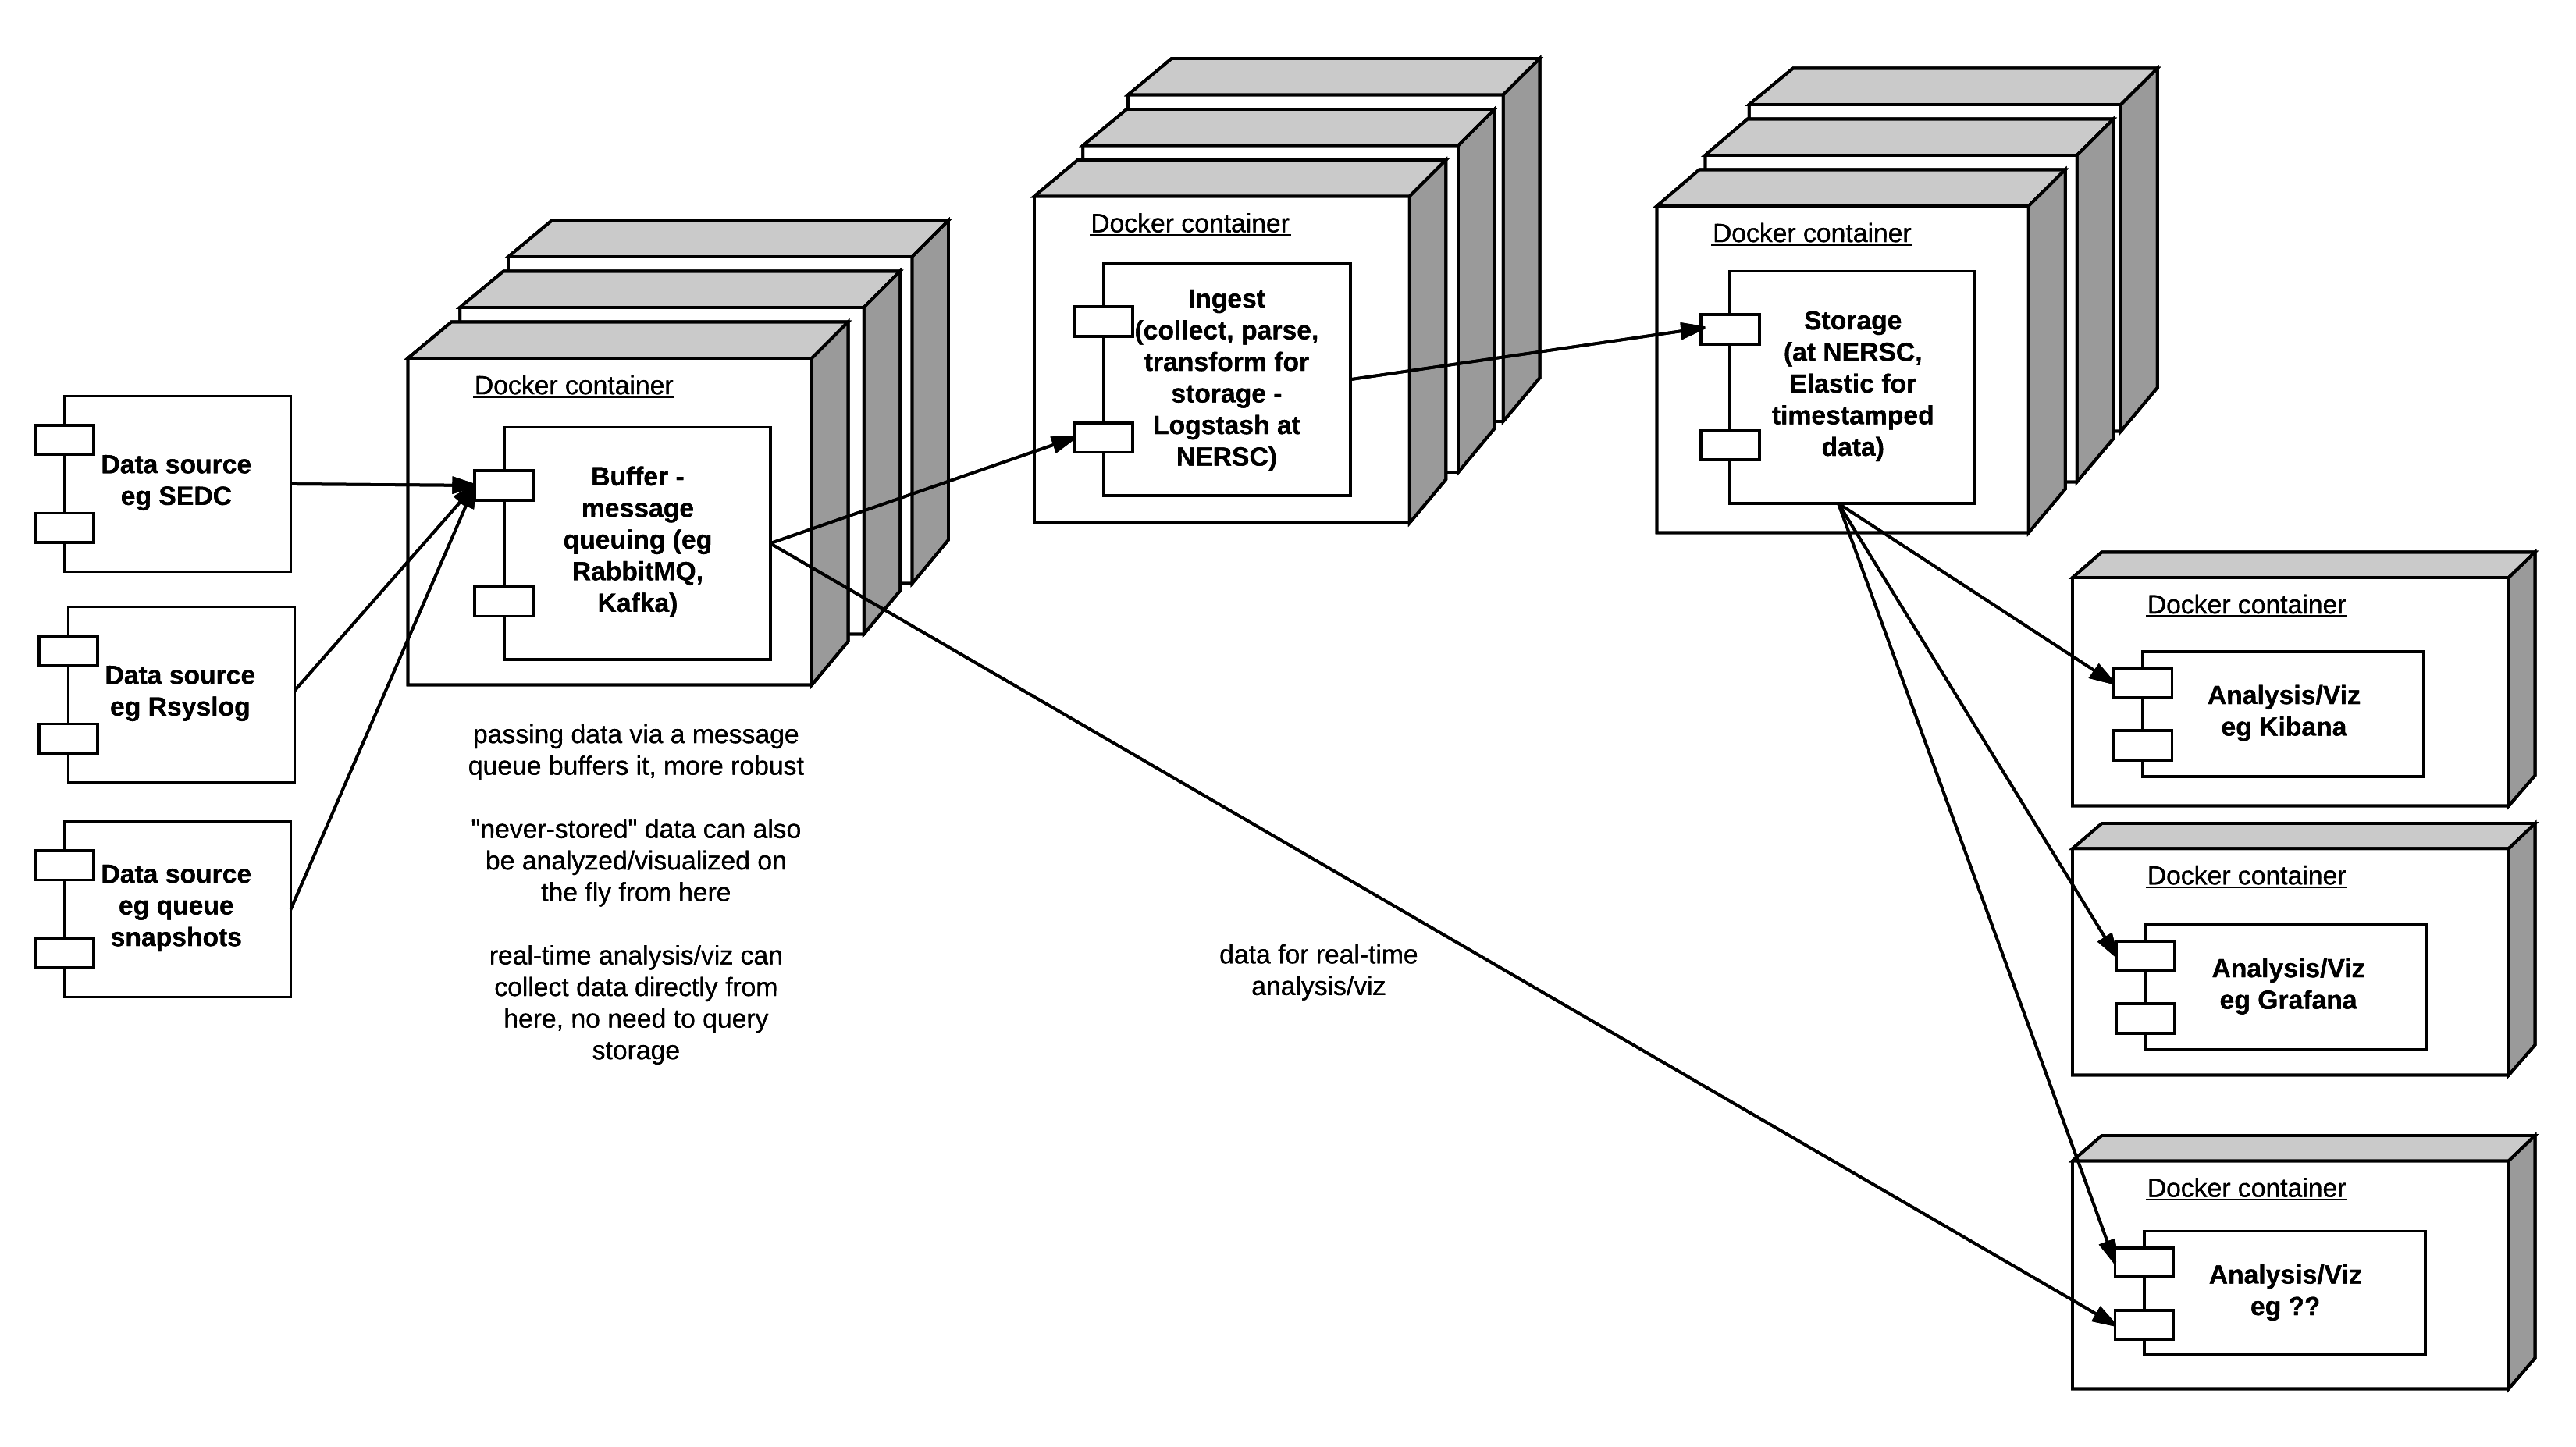 Data source
eg SEDC
Data source
eg Rsyslog
Data source
eg queue
snapshots
Docker container
Buffer -
message
queuing (eg
RabbitMQ,
Kafka)
passing data via a message
queue buffers it, more robust
"never-stored" data can also
be analyzed/visualized on
the fly from here
real-time analysis/viz can
collect data directly from
here, no need to query
storage
Docker container
Ingest
(collect, parse,
transform for
storage -
Logstash at
NERSC)
data for real-time
analysis/viz
Docker container
Storage
(at NERSC,
Elastic for
timestamped
data)
Docker container
Analysis/Viz
eg Kibana
Docker container
Analysis/Viz
eg Grafana
Docker container
Analysis/Viz
eg ??